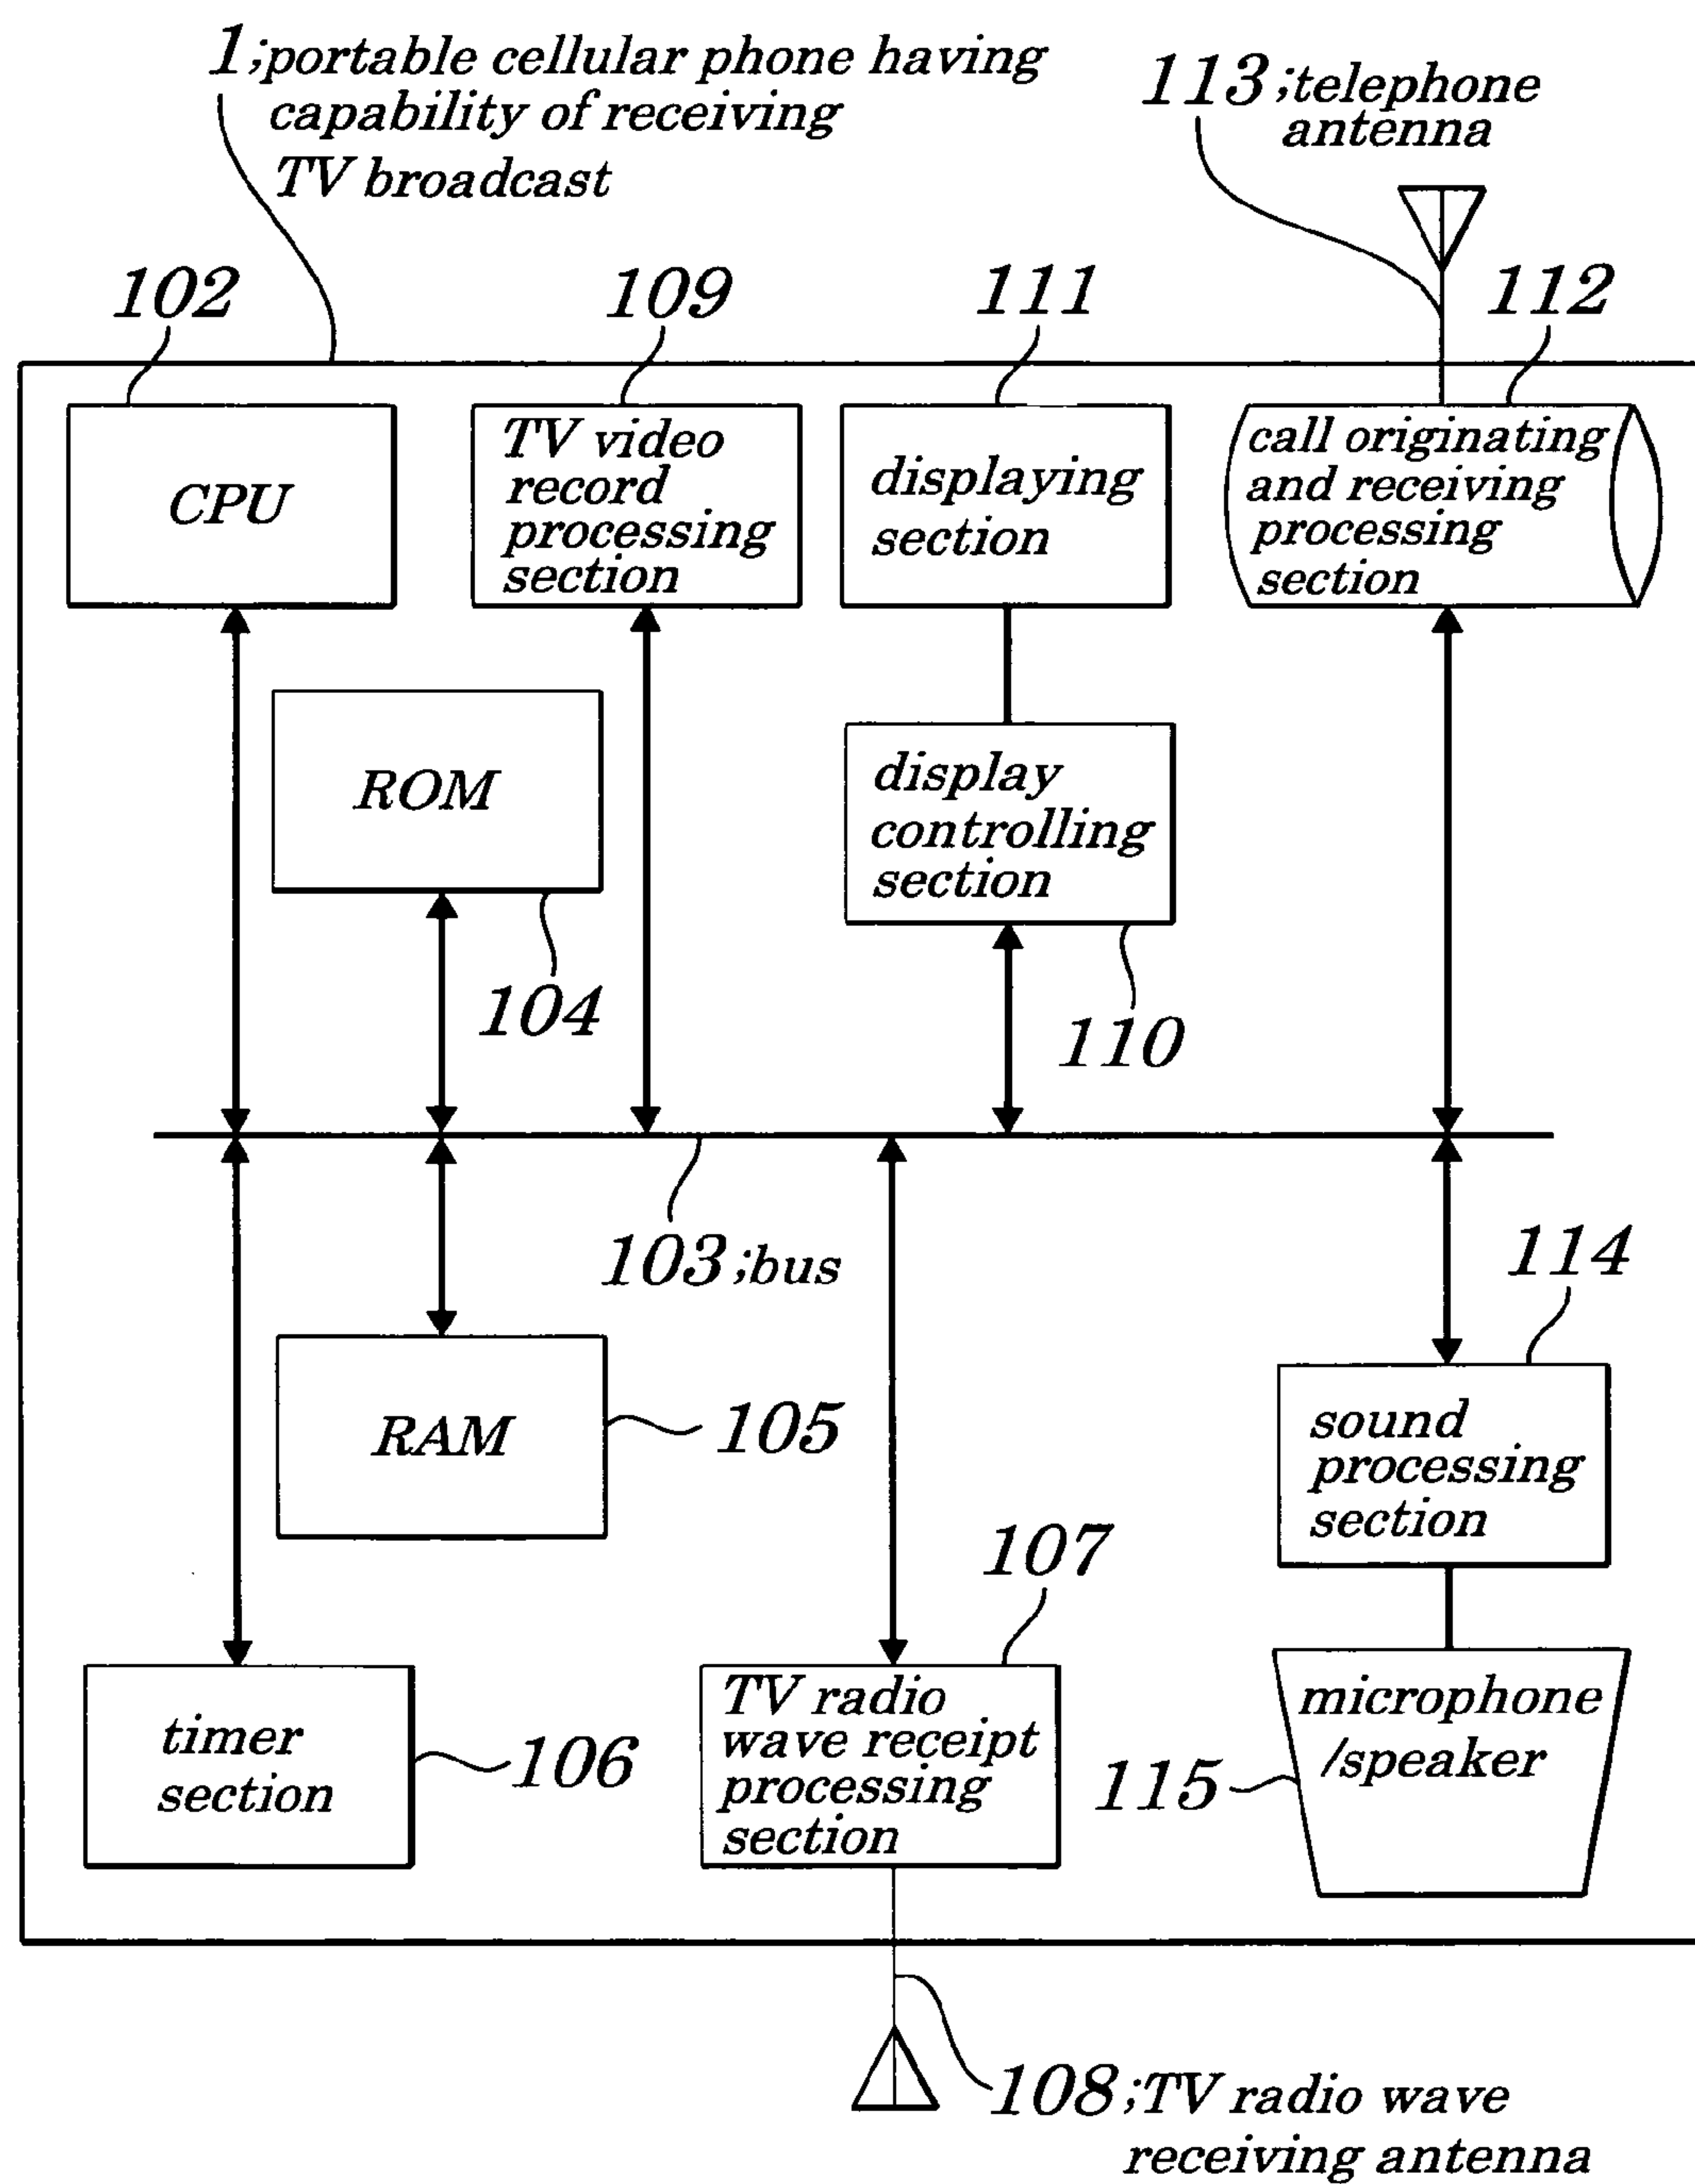 1;portable cellular phone having
capability of receiving
TV broadcast
113;telephone
antenna
102
109
111
112
CPU
TV video
record
processing
section
displaying
section
call originating
and receiving
processing
section
ROM
104
display
controlling
section
110
103;bus
RAM
105
114
sound
processing
section
107
timer
section
106
TV radio
wave receipt
processing
section
microphone
/speaker
115
108;TV radio wave
receiving antenna